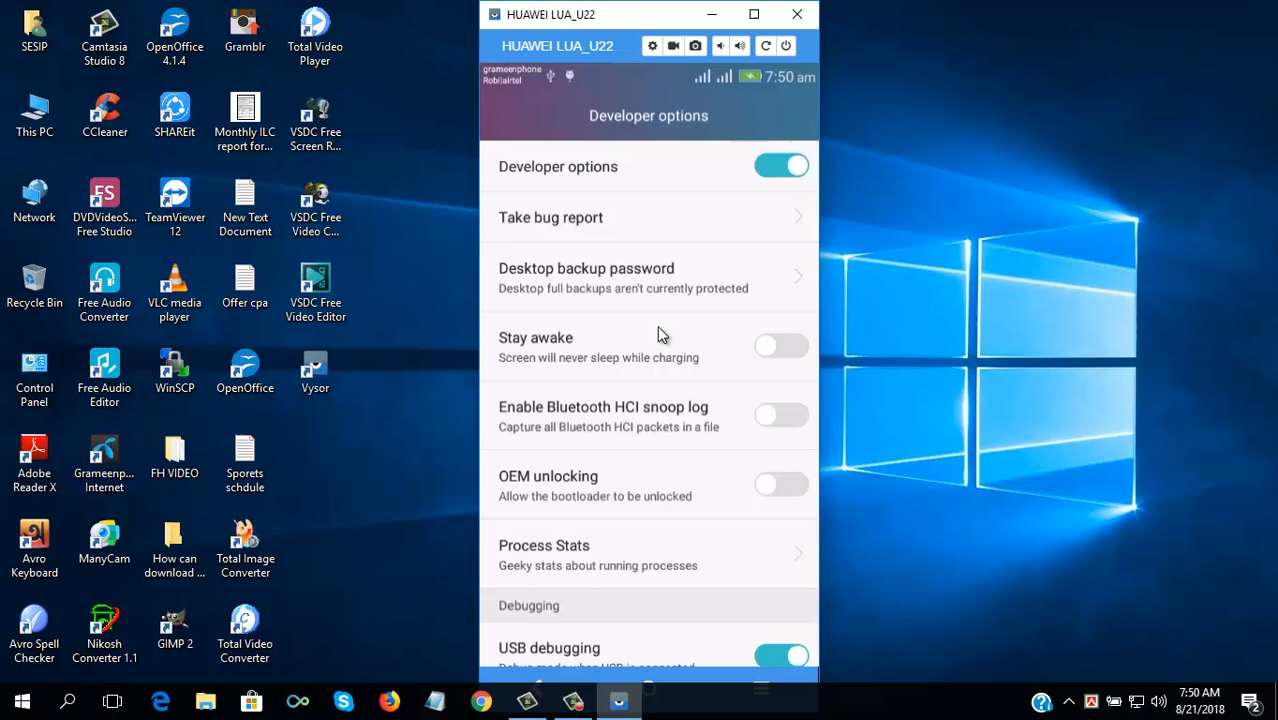 SESIP
Camtasia
Studio 8
OpenOffice
4.1.4
Gramblr
Total Video
Player
This PC
CCleaner
SHAREit
Monthly ILC
report for...
VSDC Free
Screen R...
Network
DVDVideoS...
Free Studio
TeamViewer
12
New Text
Document
VSDC Free
Video C...
Recycle Bin
Free Audio
Converter
VLC media
player
Offer cpa
VSDC Free
Video Editor
Control
Panel
Free Audio
Editor
WinSCP
OpenOffice
Vysor
Adobe
Reader X
Grameenp...
Internet
FH VIDEO
Sporets
schdule
Avro
Keyboard
ManyCam
How can
download ...
Total Image
Converter
Avro Spell
Checker
Nikosh
Converter 1.1
GIMP 2
Total Video
Converter
HUAWEI LUA_U22
HUAWEI LUA_U22
grameenphone
Robi|airtel
7:50 am
Developer options
Developer options
Take bug report
Desktop backup password
Desktop full backups aren't currently protected
Stay awake
Screen will never sleep while charging
Enable Bluetooth HCI snoop log
Capture all Bluetooth HCI packets in a file
OEM unlocking
Allow the bootloader to be unlocked
Process Stats
Geeky stats about running processes
Debugging
USB debugging
Debug mode when USB is connected
7:50 AM
8/21/2018
2